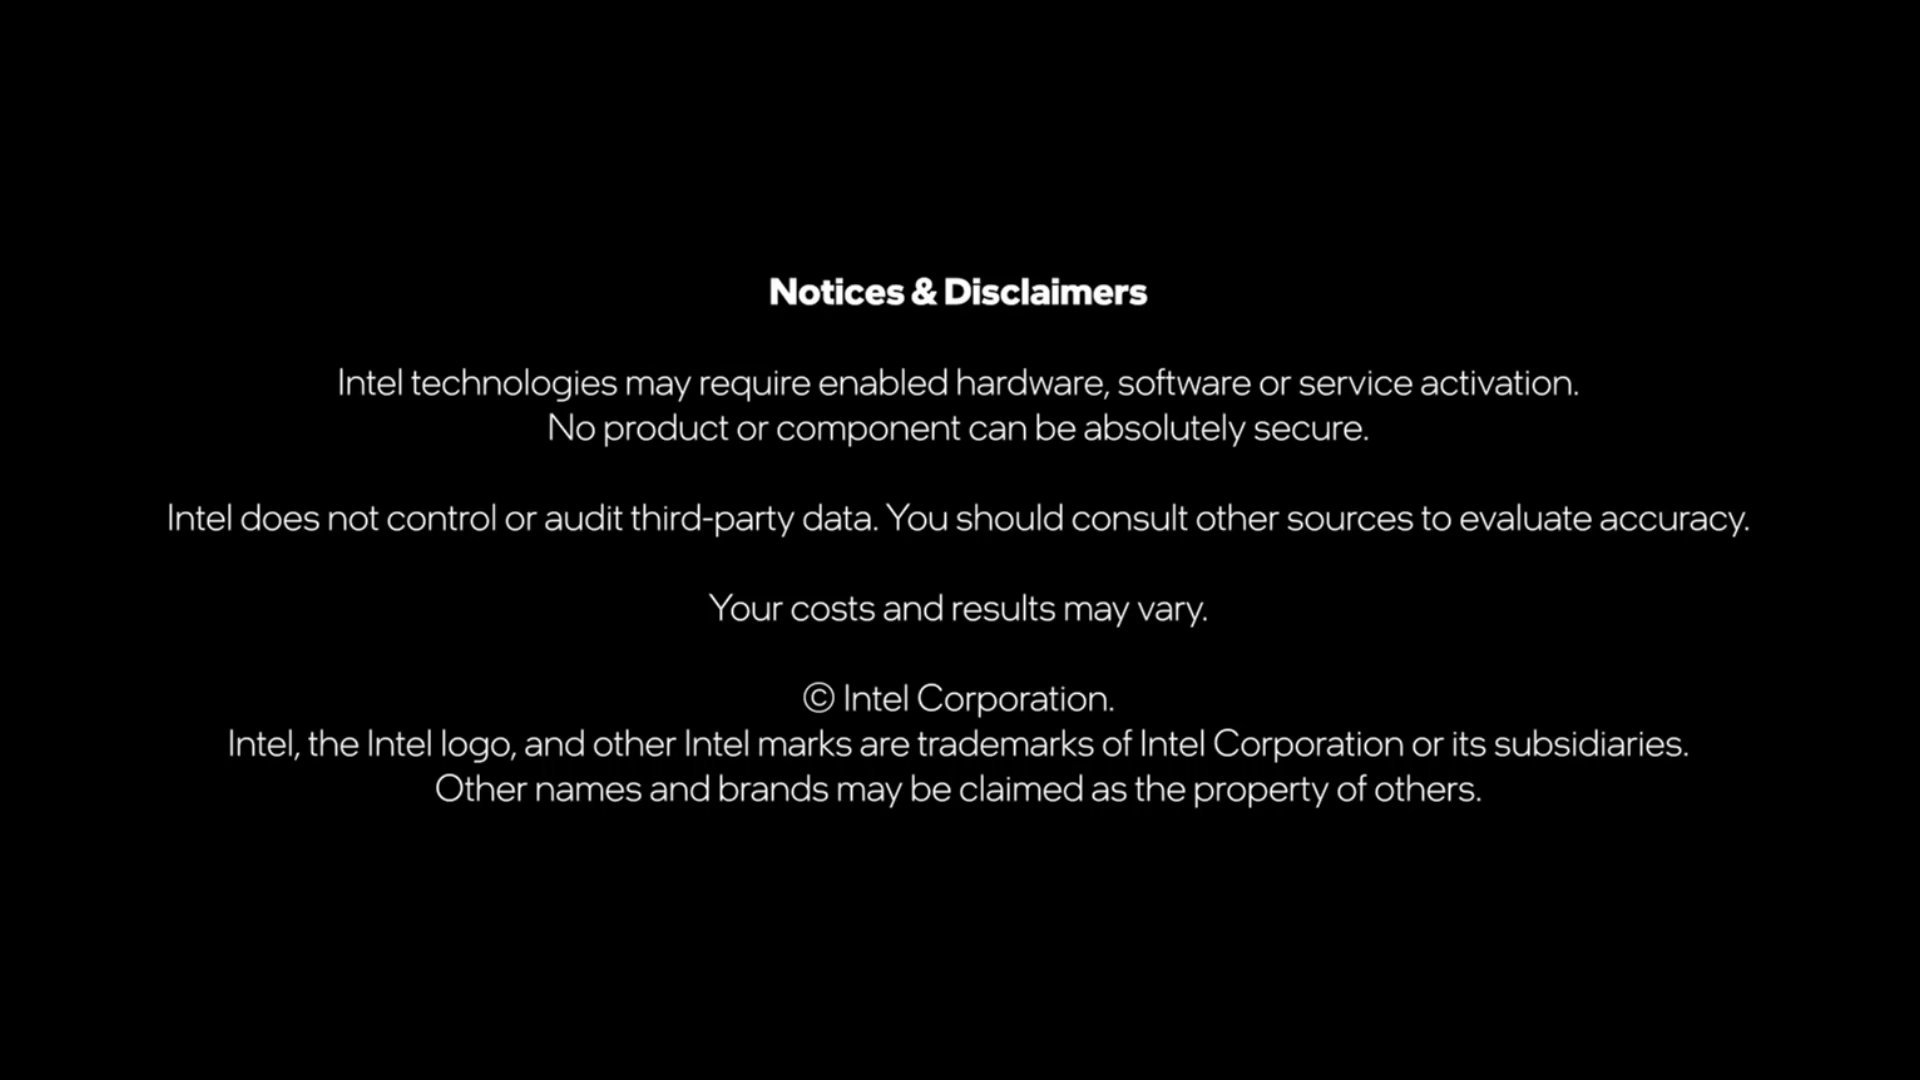 Notices & Disclaimers
Intel technologies may require enabled hardware, software or service activation.
No product or component can be absolutely secure.
Intel does not control or audit third-party data. You should consult other sources to evaluate accuracy.
Your costs and results may vary.
© Intel Corporation.
Intel, the Intel logo, and other Intel marks are trademarks of Intel Corporation or its subsidiaries.
Other names and brands may be claimed as the property of others.